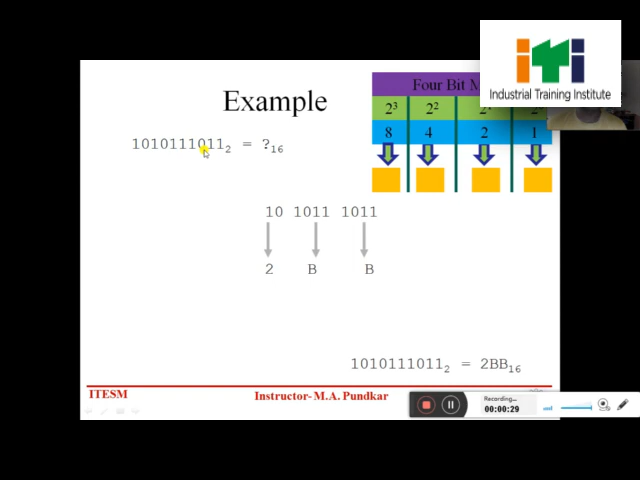 Industrial Training Institute
Example
Four Bit M
2³ 2² 2
8 4 2 1
1010111011₂ = ?₁₆
10 1011 1011
2 B B
1010111011₂ = 2BB₁₆
ITESM
Instructor- M.A. Pundkar
Recording...
00:00:29